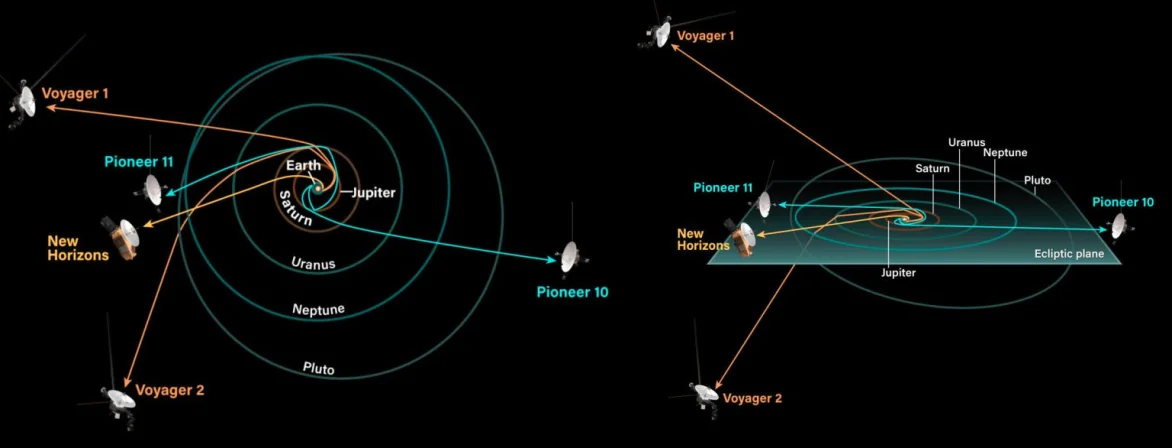 Voyager 1
Pioneer 11
Earth
Jupiter
Saturn
New
Horizons
Uranus
Pioneer 10
Neptune
Pluto
Voyager 2
Voyager 1
Uranus
Neptune
Saturn
Pluto
Pioneer 11
Pioneer 10
New
Horizons
Ecliptic plane
Jupiter
Voyager 2